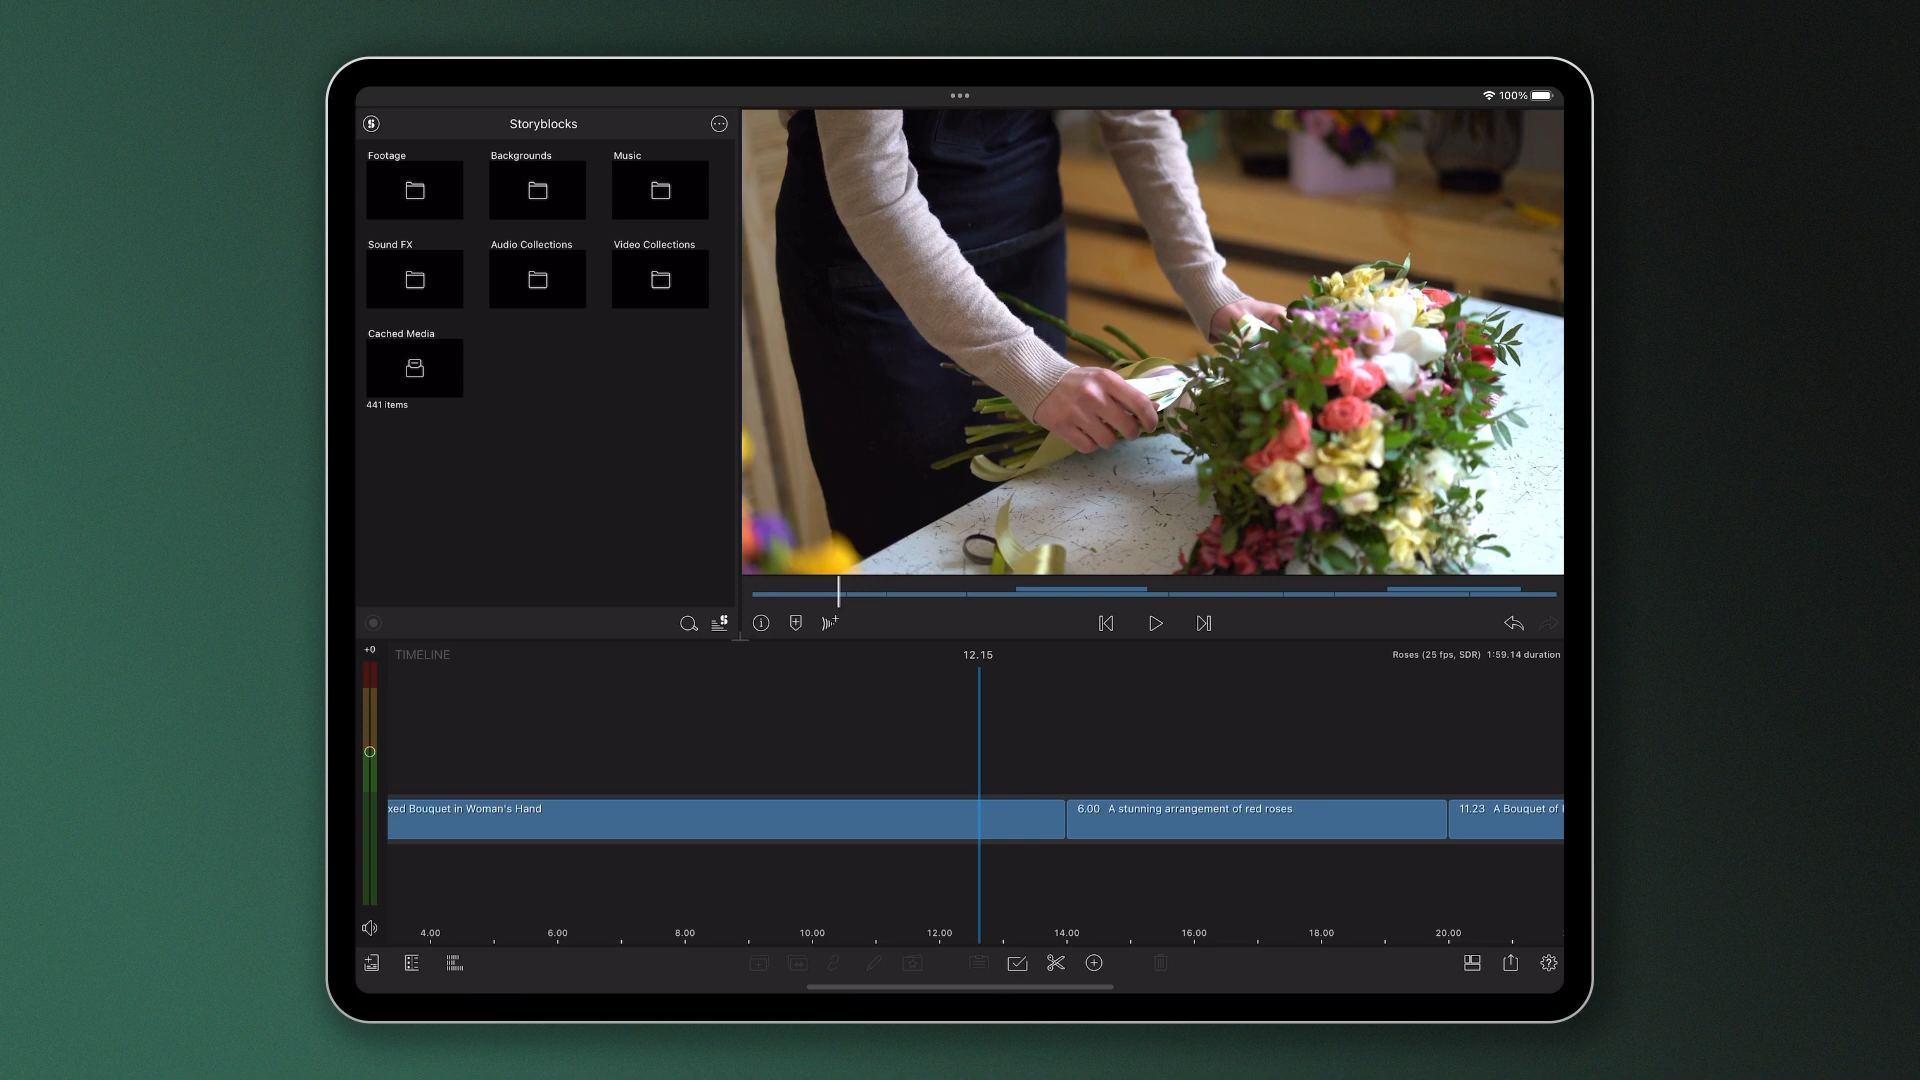 100%
Storyblocks
Footage
Backgrounds
Music
Sound FX
Audio Collections
Video Collections
Cached Media
441 items
+0
TIMELINE
12.15
Roses (25 fps, SDR) 1:59.14 duration
xed Bouquet in Woman's Hand
6.00 A stunning arrangement of red roses
11.23 A Bouquet of
4.00 6.00 8.00 10.00 12.00 14.00 16.00 18.00 20.00